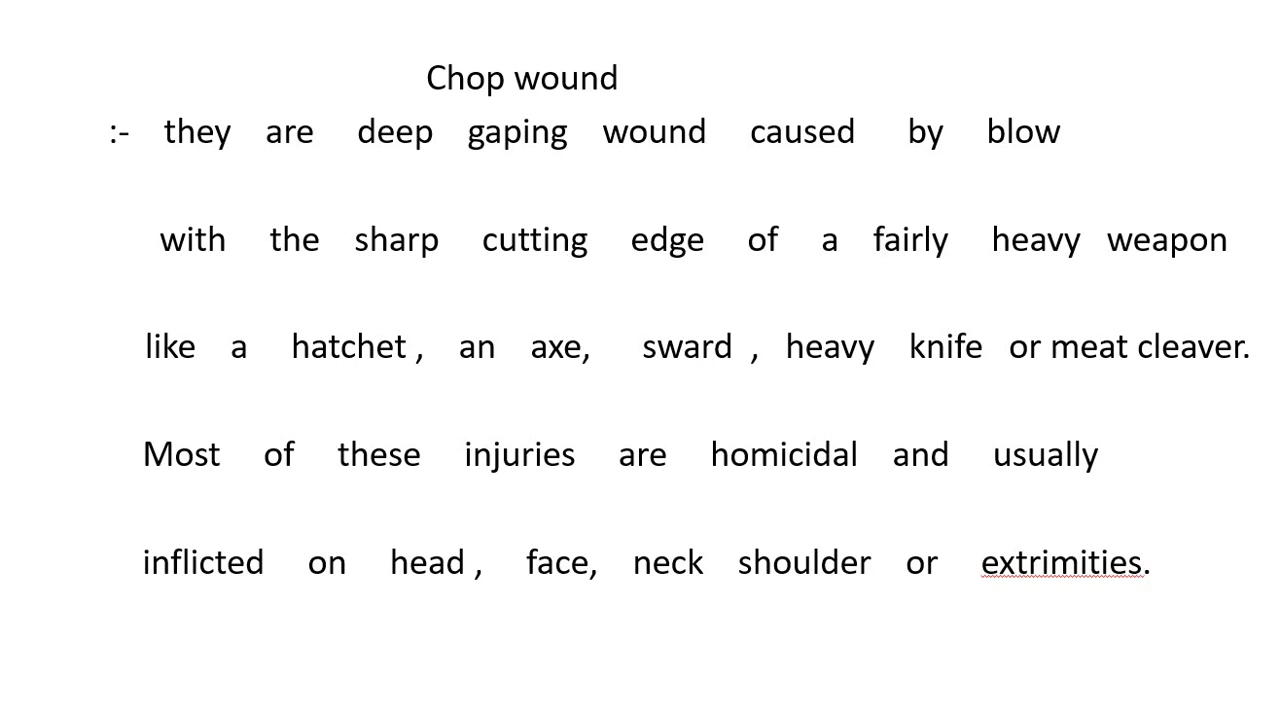 Chop wound
:- they are deep gaping wound caused by blow
with the sharp cutting edge of a fairly heavy weapon
like a hatchet , an axe, sward , heavy knife or meat cleaver.
Most of these injuries are homicidal and usually
inflicted on head , face, neck shoulder or extrimities.